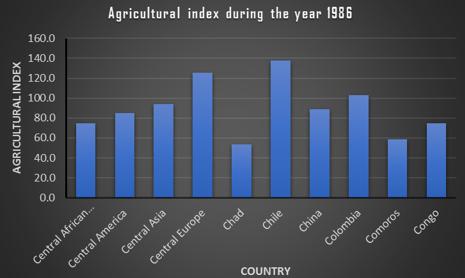 Agricultural index during the year 1986
AGRICULTURAL INDEX
160.0
140.0
120.0
100.0
80.0
60.0
40.0
20.0
0.0
Central African...
Central America
Central Asia
Central Europe
Chad
Chile
China
Colombia
Comoros
Congo
COUNTRY